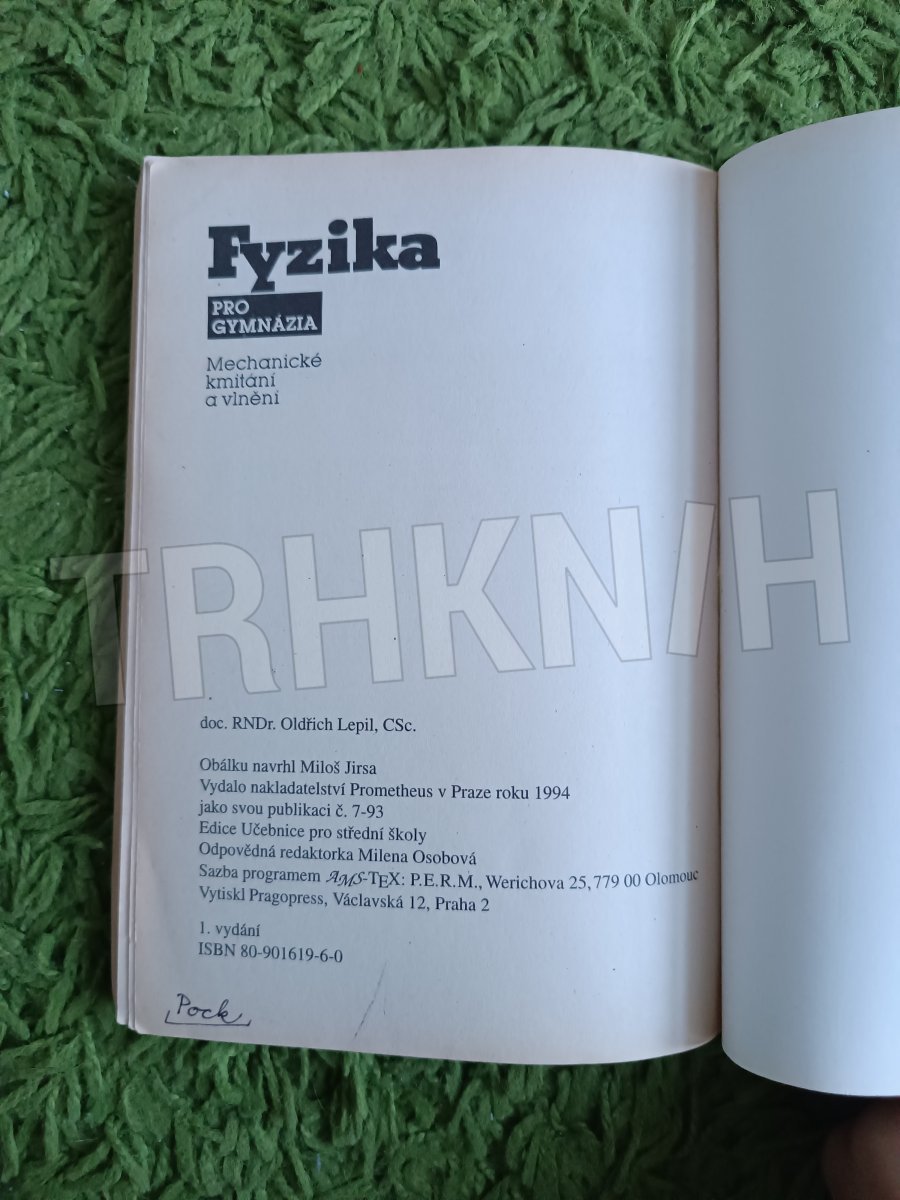 Fyzika
PRO
GYMNÁZIA
Mechanické
kmitání
a vlnění
TRHKNIH
doc. RNDr. Oldřich Lepil, CSc.
Obálku navrhl Miloš Jirsa
Vydalo nakladatelství Prometheus v Praze roku 1994
jako svou publikaci č. 7-93
Edice Učebnice pro střední školy
Odpovědná redaktorka Milena Osobová
Sazba programem AMS-TEX: P.E.R.M., Werichova 25, 779 00 Olomouc
Vytiskl Pragopress, Václavská 12, Praha 2
1. vydání
ISBN 80-901619-6-0
Pock